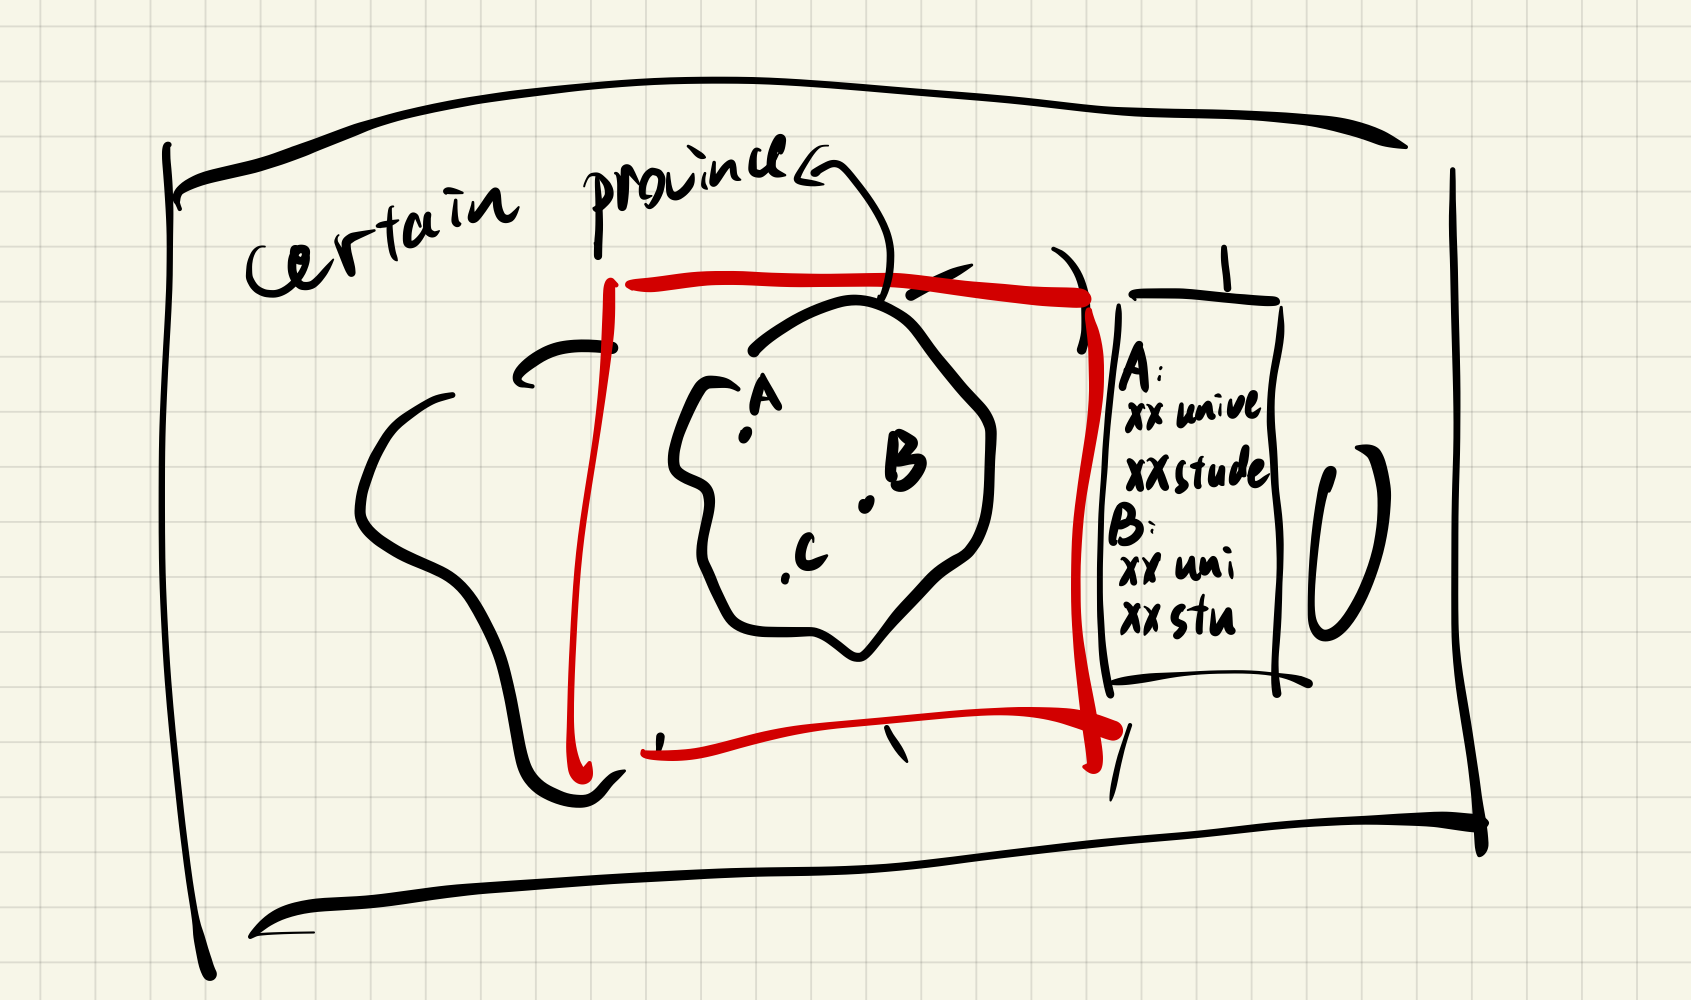 certain province
A
B
C
A:
xx unive
xx stude
B:
xx uni
xx stu